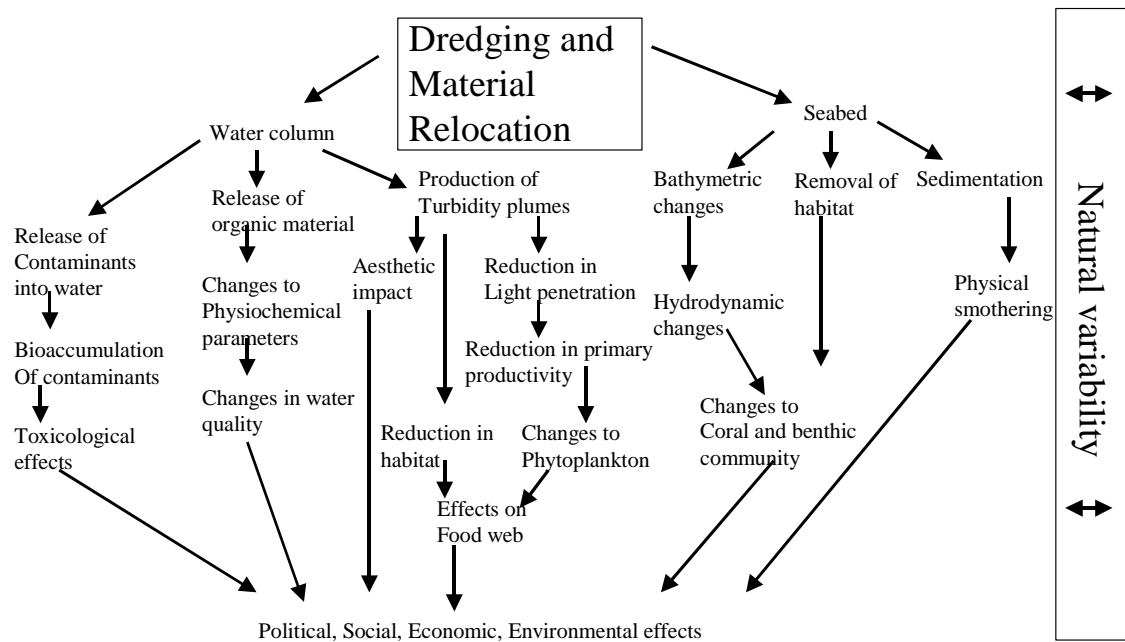 Dredging and
Material
Relocation
Water column
Seabed
Release of
Contaminants
into water
Bioaccumulation
Of contaminants
Toxicological
effects
Release of
organic material
Changes to
Physiochemical
parameters
Changes in water
quality
Production of
Turbidity plumes
Aesthetic
impact
Reduction in
Light penetration
Reduction in primary
productivity
Reduction in
habitat
Changes to
Phytoplankton
Effects on
Food web
Bathymetric
changes
Hydrodynamic
changes
Removal of
habitat
Changes to
Coral and benthic
community
Sedimentation
Physical
smothering
Political, Social, Economic, Environmental effects
Natural variability